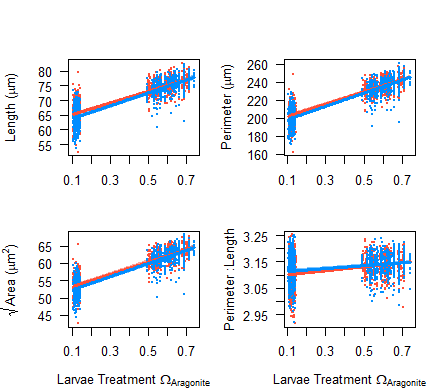 Length (μm)
80
75
70
65
60
55
0.1 0.3 0.5 0.7
Perimeter (μm)
260
240
220
200
180
160
0.1 0.3 0.5 0.7
√Area (μm²)
65
60
55
50
45
0.1 0.3 0.5 0.7
Larvae Treatment ΩAragonite
Perimeter :Length
3.25
3.15
3.05
2.95
0.1 0.3 0.5 0.7
Larvae Treatment ΩAragonite